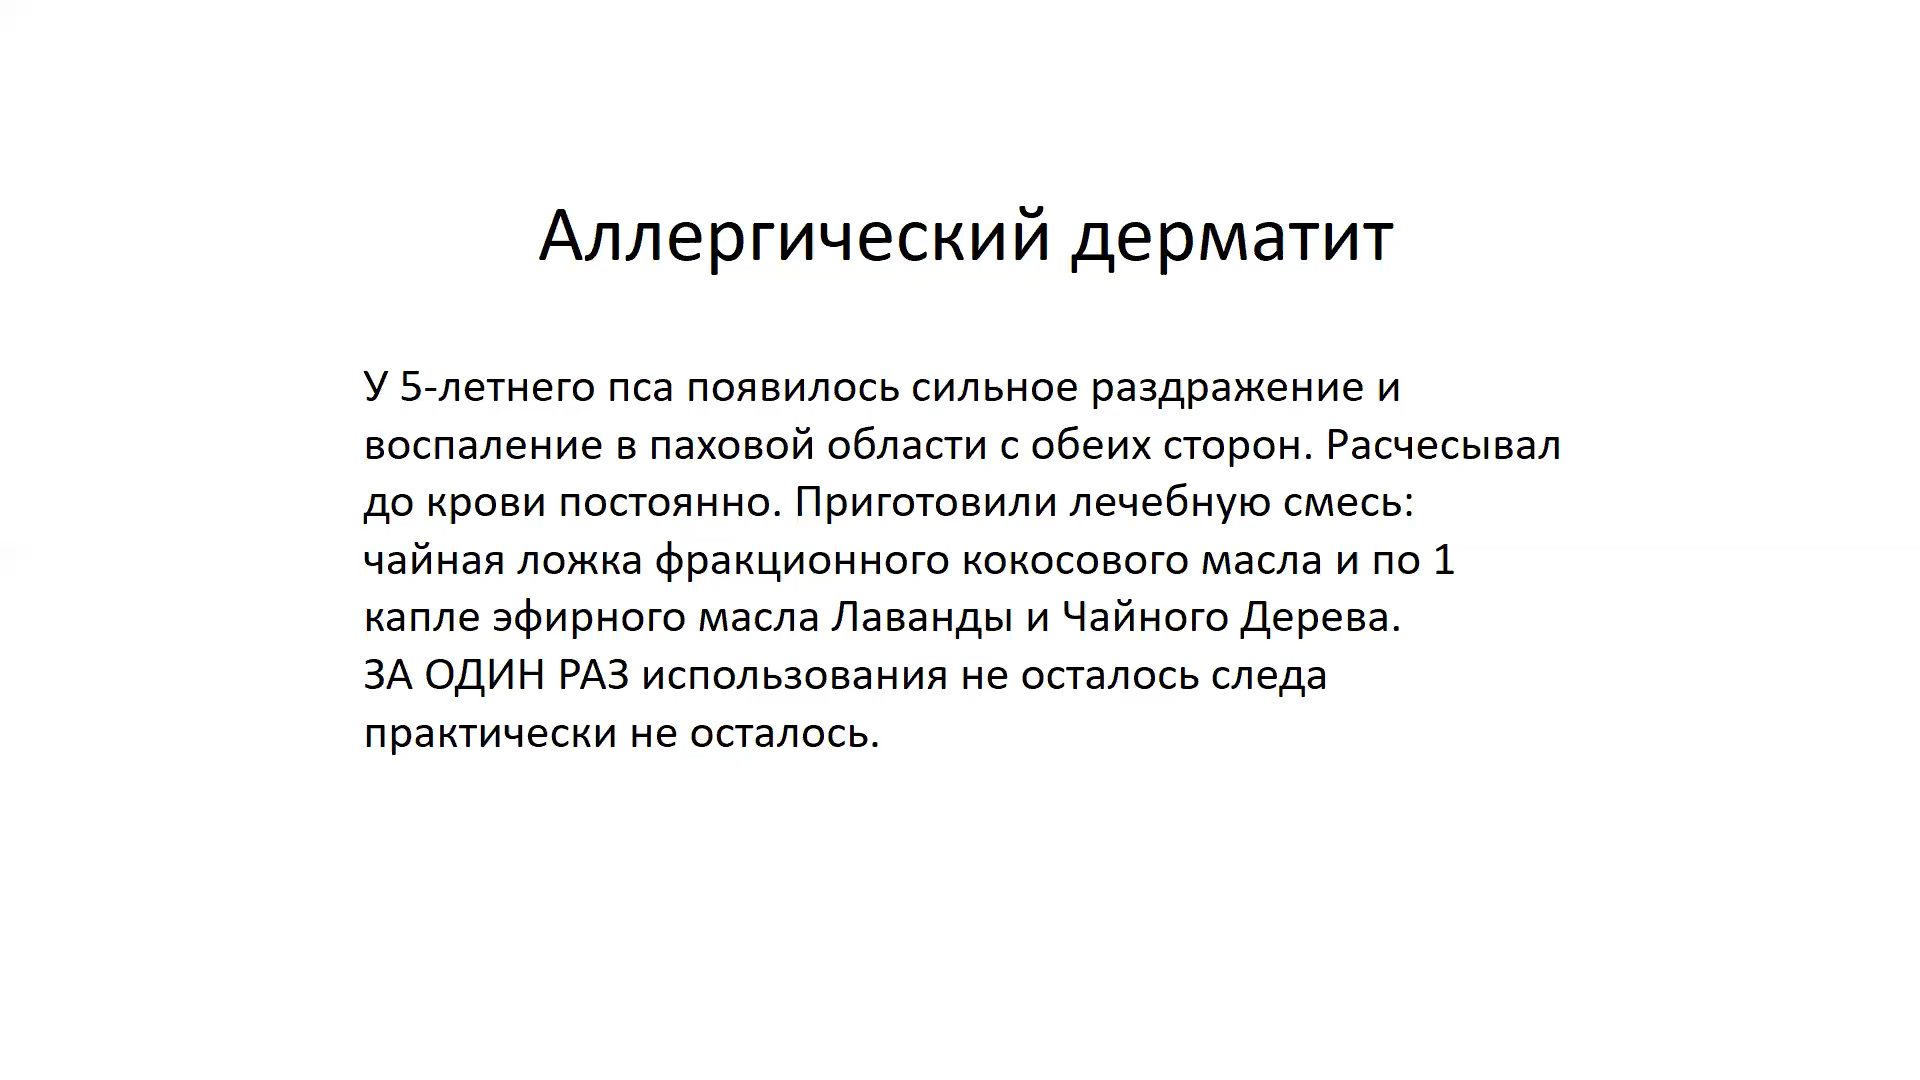 Аллергический дерматит
У 5-летнего пса появилось сильное раздражение и
воспаление в паховой области с обеих сторон. Расчесывал
до крови постоянно. Приготовили лечебную смесь:
чайная ложка фракционного кокосового масла и по 1
капле эфирного масла Лаванды и Чайного Дерева.
ЗА ОДИН РАЗ использования не осталось следа
практически не осталось.